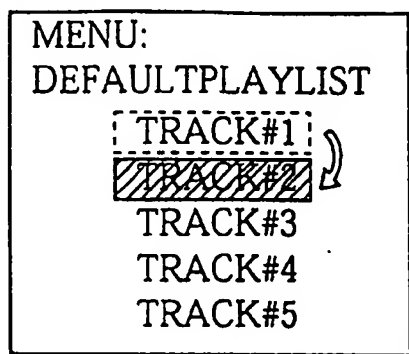 MENU:
DEFAULTPLAYLIST
TRACK#1
TRACK#2
TRACK#3
TRACK#4
TRACK#5